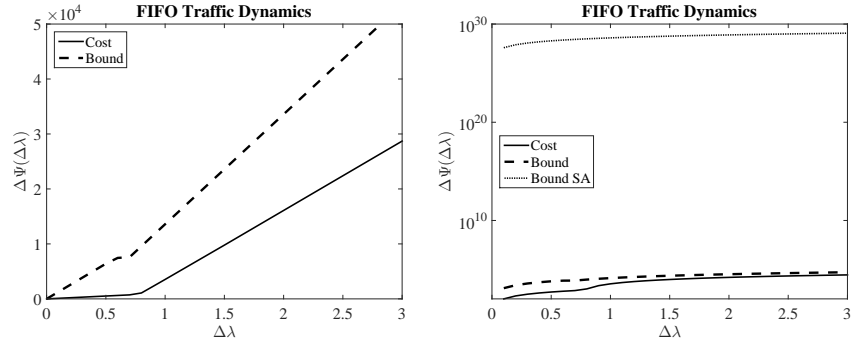 FIFO Traffic Dynamics
5 × 10^4
4
3
2
1
0
ΔΨ(Δλ)
Cost
Bound
0 0.5 1 1.5 2 2.5 3
Δλ
FIFO Traffic Dynamics
10^30
10^20
10^10
ΔΨ(Δλ)
Cost
Bound
Bound SA
0 0.5 1 1.5 2 2.5 3
Δλ